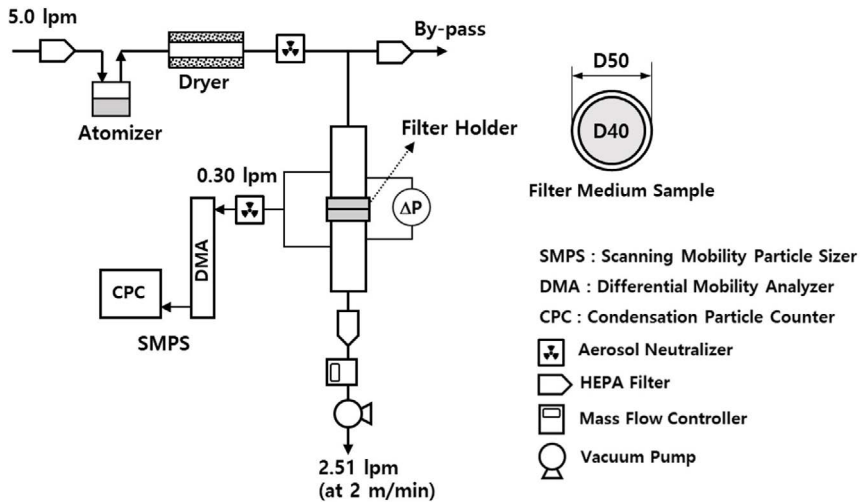 5.0 lpm
By-pass
Dryer
Atomizer
Filter Holder
D50
D40
Filter Medium Sample
0.30 lpm
ΔP
DMA
CPC
SMPS
SMPS : Scanning Mobility Particle Sizer
DMA : Differential Mobility Analyzer
CPC : Condensation Particle Counter
Aerosol Neutralizer
HEPA Filter
Mass Flow Controller
Vacuum Pump
2.51 lpm
(at 2 m/min)